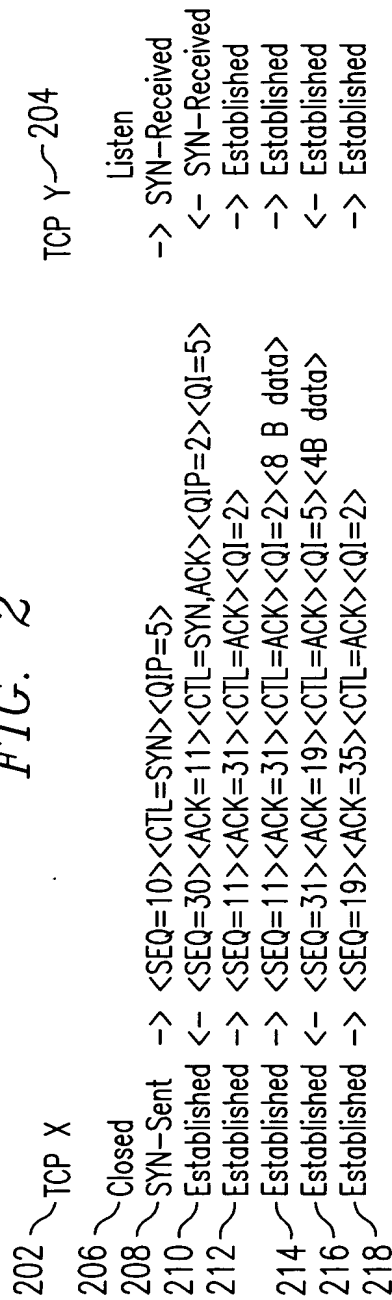 FIG. 2
202 TCP X TCP Y 204
206 Closed Listen
208 SYN-Sent -> <SEQ=10><CTL=SYN><QIP=5> -> SYN-Received
210 Established <- <SEQ=30><ACK=11><CTL=SYN,ACK><QIP=2><QI=5> <- SYN-Received
212 Established -> <SEQ=11><ACK=31><CTL=ACK><QI=2> -> Established
214 Established -> <SEQ=11><ACK=31><CTL=ACK><QI=2><8 B data> -> Established
216 Established <- <SEQ=31><ACK=19><CTL=ACK><QI=5><4B data> <- Established
218 Established -> <SEQ=19><ACK=35><CTL=ACK><QI=2> -> Established